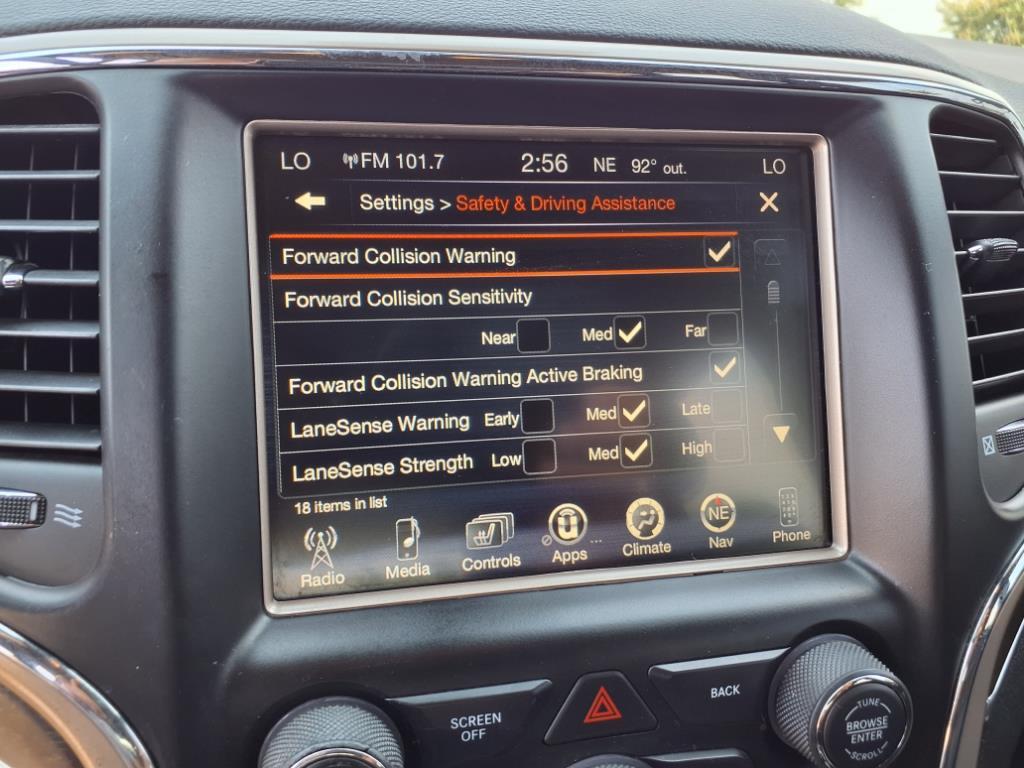 LO FM 101.7 2:56 NE 92° out. LO
Settings > Safety & Driving Assistance
Forward Collision Warning
Forward Collision Sensitivity
Near Med Far
Forward Collision Warning Active Braking
LaneSense Warning Early Med Late
LaneSense Strength Low Med High
18 items in list
NE
Radio Media Controls Apps ... Climate Nav Phone
SCREEN
OFF
BACK
TUNE
BROWSE
ENTER
SCROLL